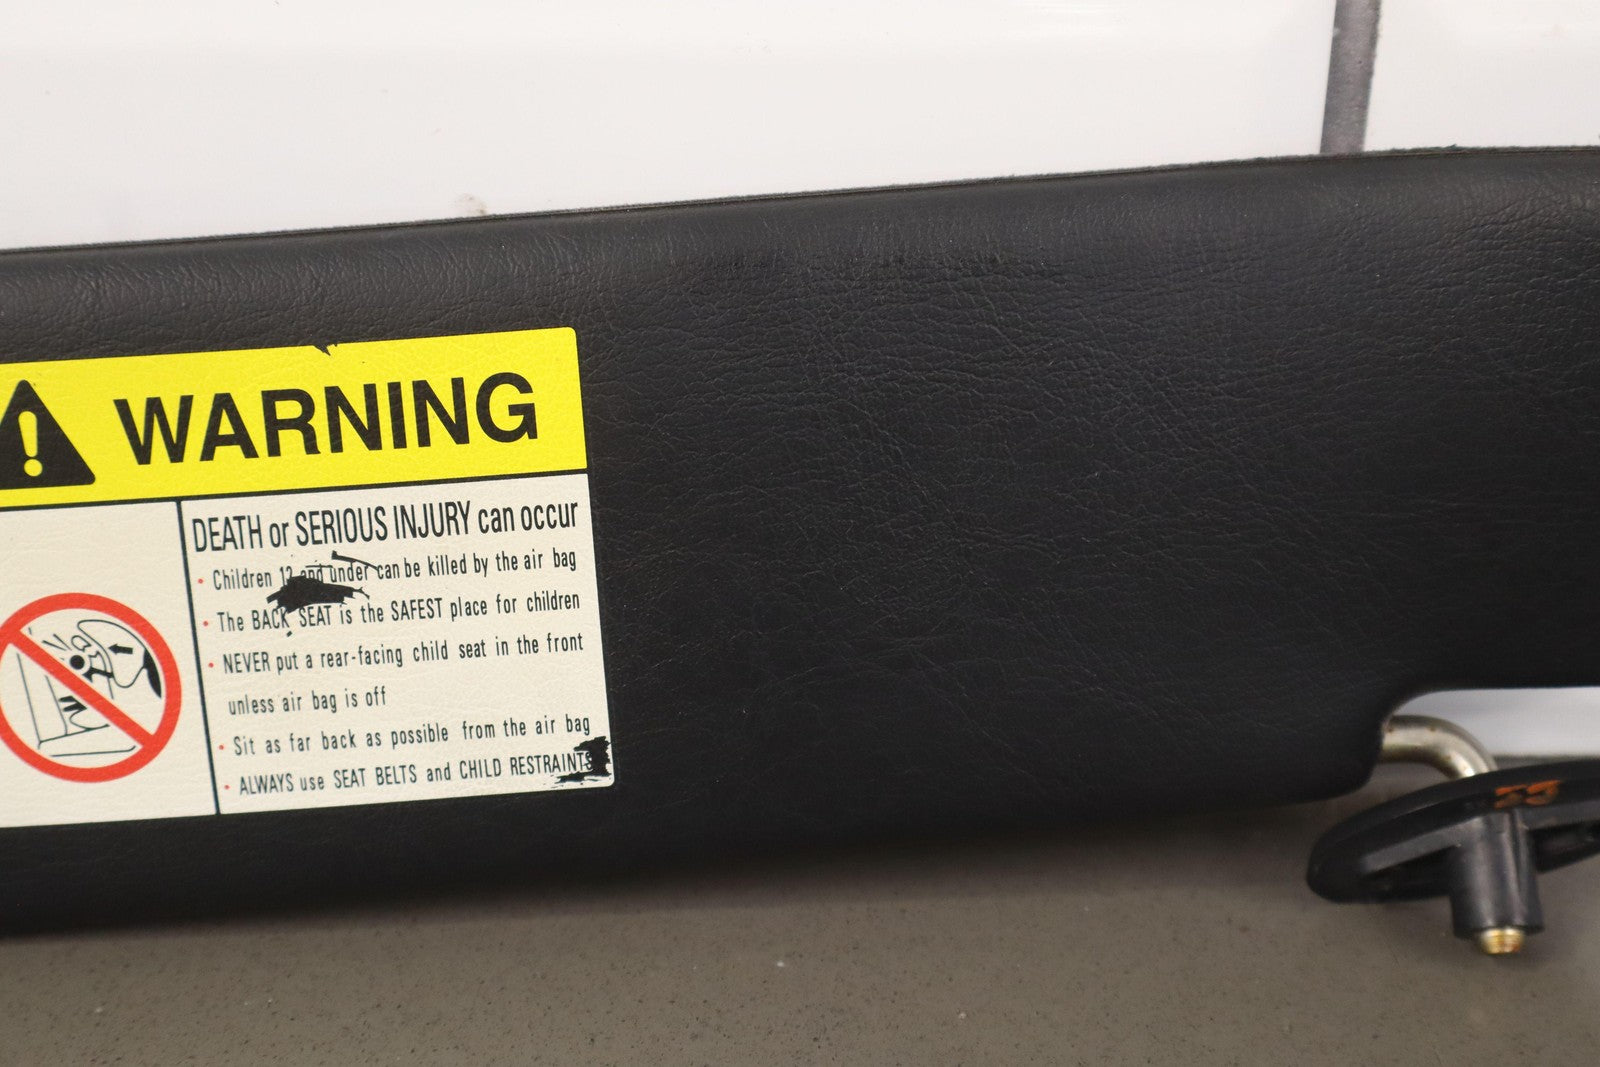 WARNING
DEATH or SERIOUS INJURY can occur
• Children 12 and under can be killed by the air bag
• The BACK SEAT is the SAFEST place for children
• NEVER put a rear-facing child seat in the front
unless air bag is off
• Sit as far back as possible from the air bag
• ALWAYS use SEAT BELTS and CHILD RESTRAINTS